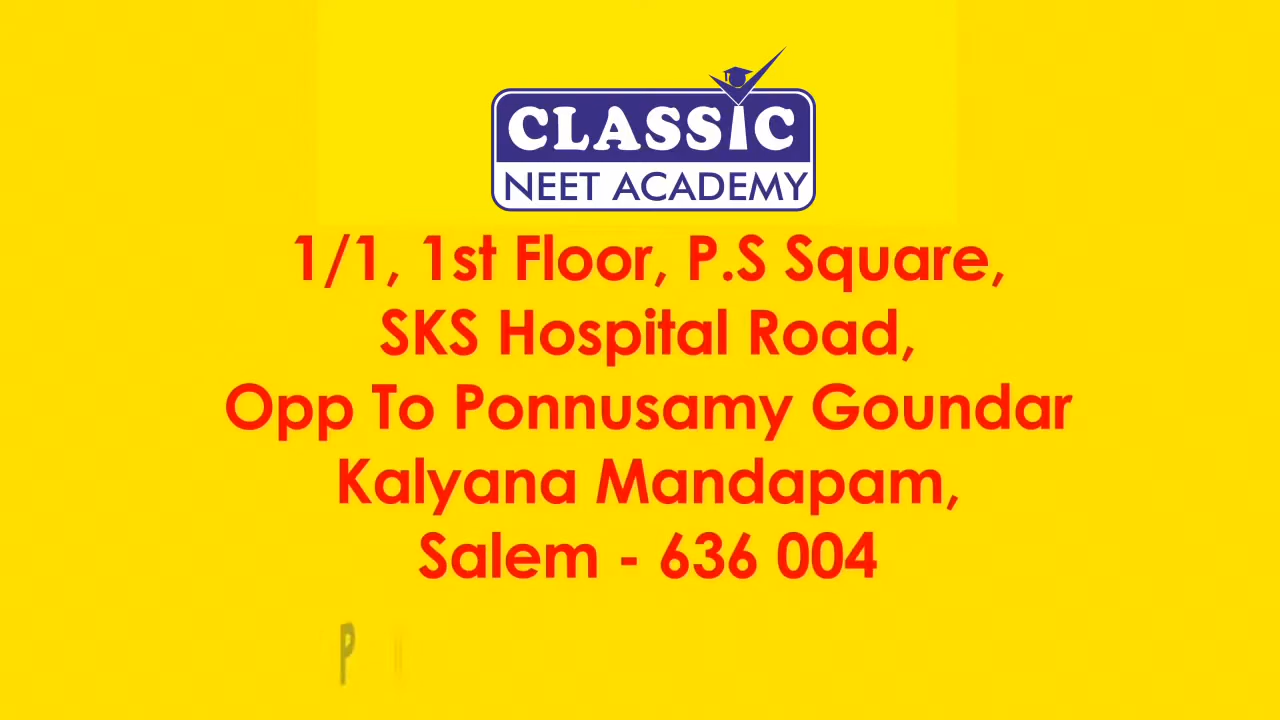 CLASSIC
NEET ACADEMY
1/1, 1st Floor, P.S Square,
SKS Hospital Road,
Opp To Ponnusamy Goundar
Kalyana Mandapam,
Salem - 636 004
P